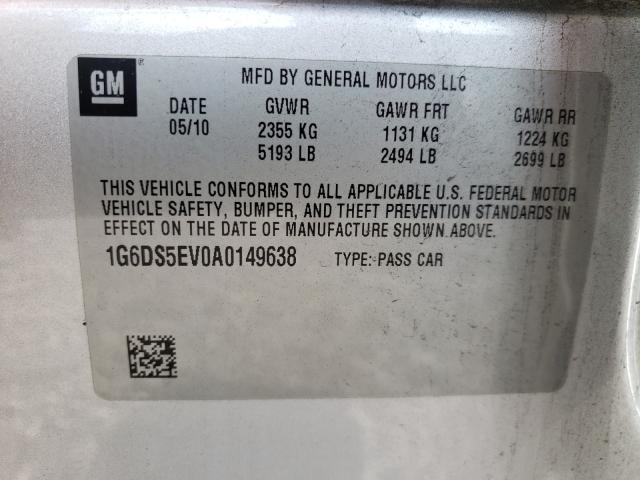 GM ®
MFD BY GENERAL MOTORS LLC
DATE GVWR GAWR FRT GAWR RR
05/10 2355 KG 1131 KG 1224 KG
5193 LB 2494 LB 2699 LB
THIS VEHICLE CONFORMS TO ALL APPLICABLE U.S. FEDERAL MOTOR
VEHICLE SAFETY, BUMPER, AND THEFT PREVENTION STANDARDS IN
EFFECT ON THE DATE OF MANUFACTURE SHOWN ABOVE.
1G6DS5EV0A0149638 TYPE: PASS CAR